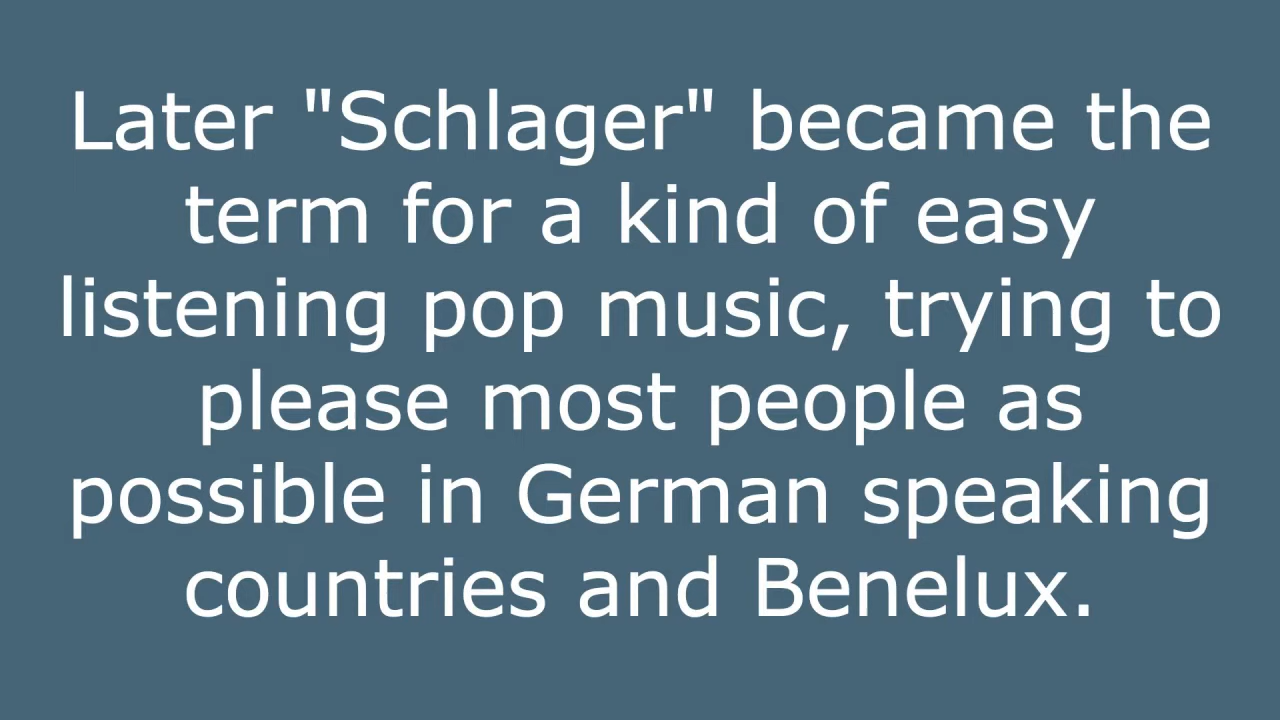 Later "Schlager" became the
term for a kind of easy
listening pop music, trying to
please most people as
possible in German speaking
countries and Benelux.